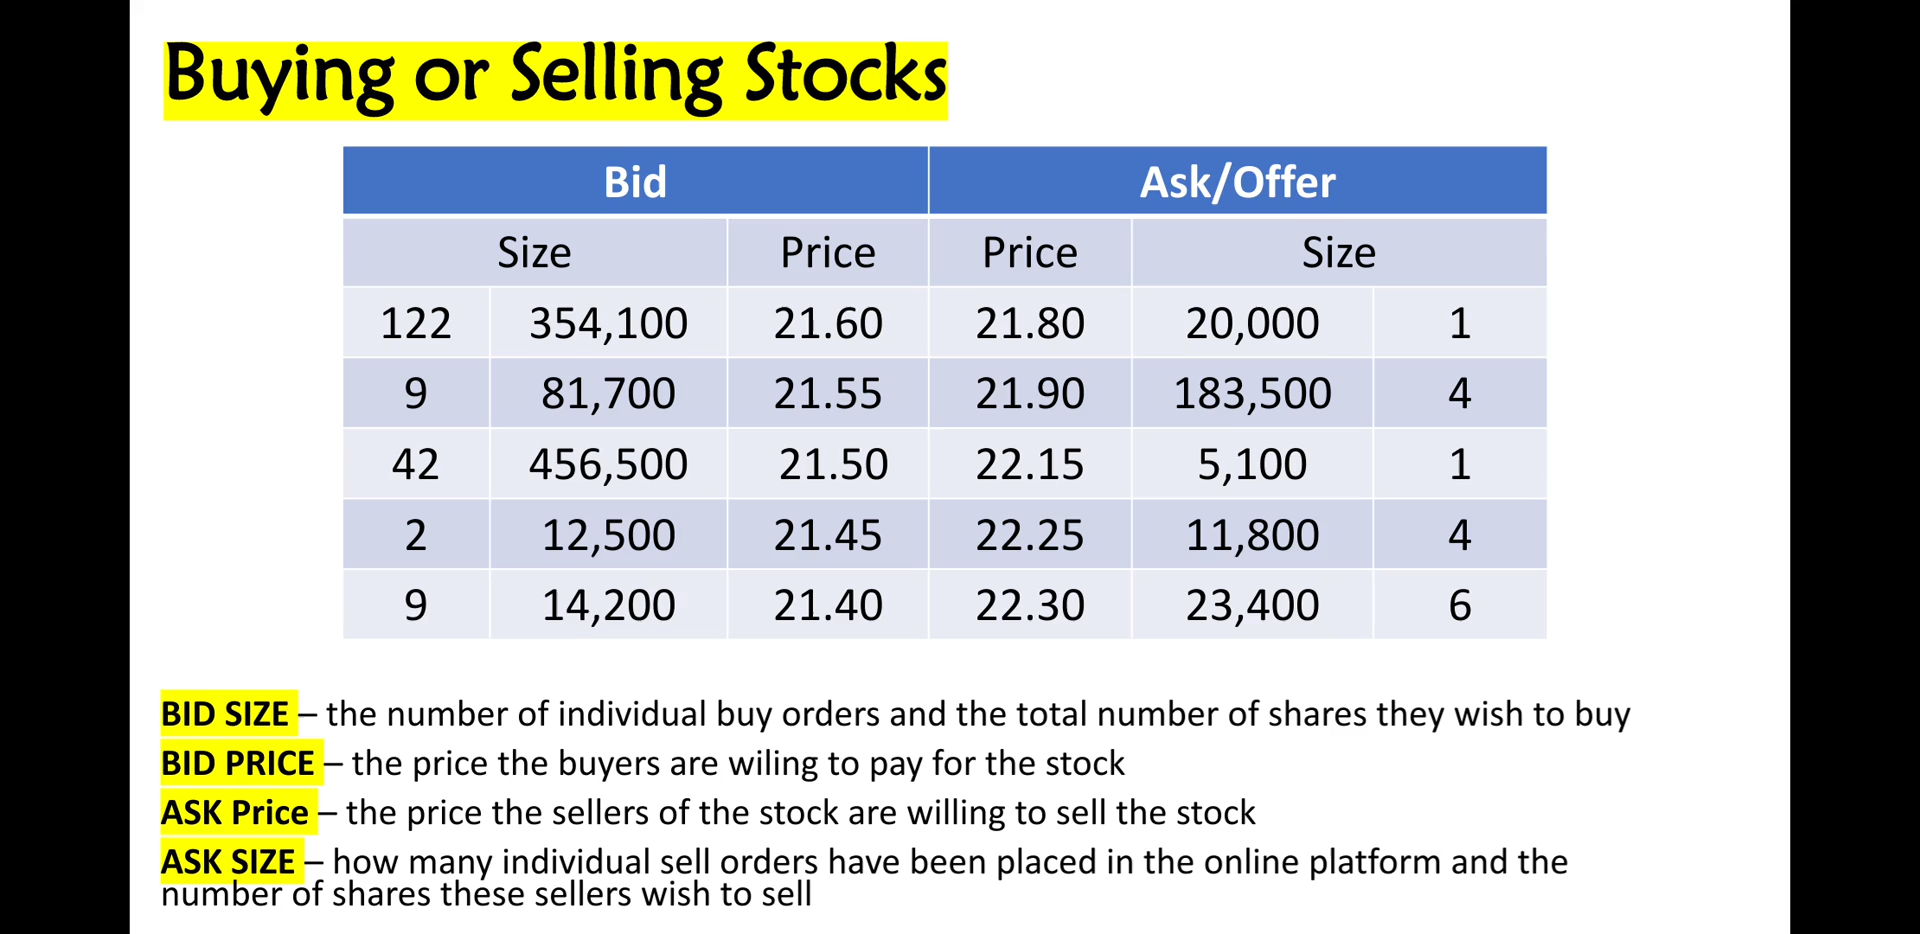 Buying or Selling Stocks
Bid Ask/Offer
Size Price Price Size
122 354,100 21.60 21.80 20,000 1
9 81,700 21.55 21.90 183,500 4
42 456,500 21.50 22.15 5,100 1
2 12,500 21.45 22.25 11,800 4
9 14,200 21.40 22.30 23,400 6
BID SIZE – the number of individual buy orders and the total number of shares they wish to buy
BID PRICE – the price the buyers are wiling to pay for the stock
ASK Price – the price the sellers of the stock are willing to sell the stock
ASK SIZE – how many individual sell orders have been placed in the online platform and the
number of shares these sellers wish to sell